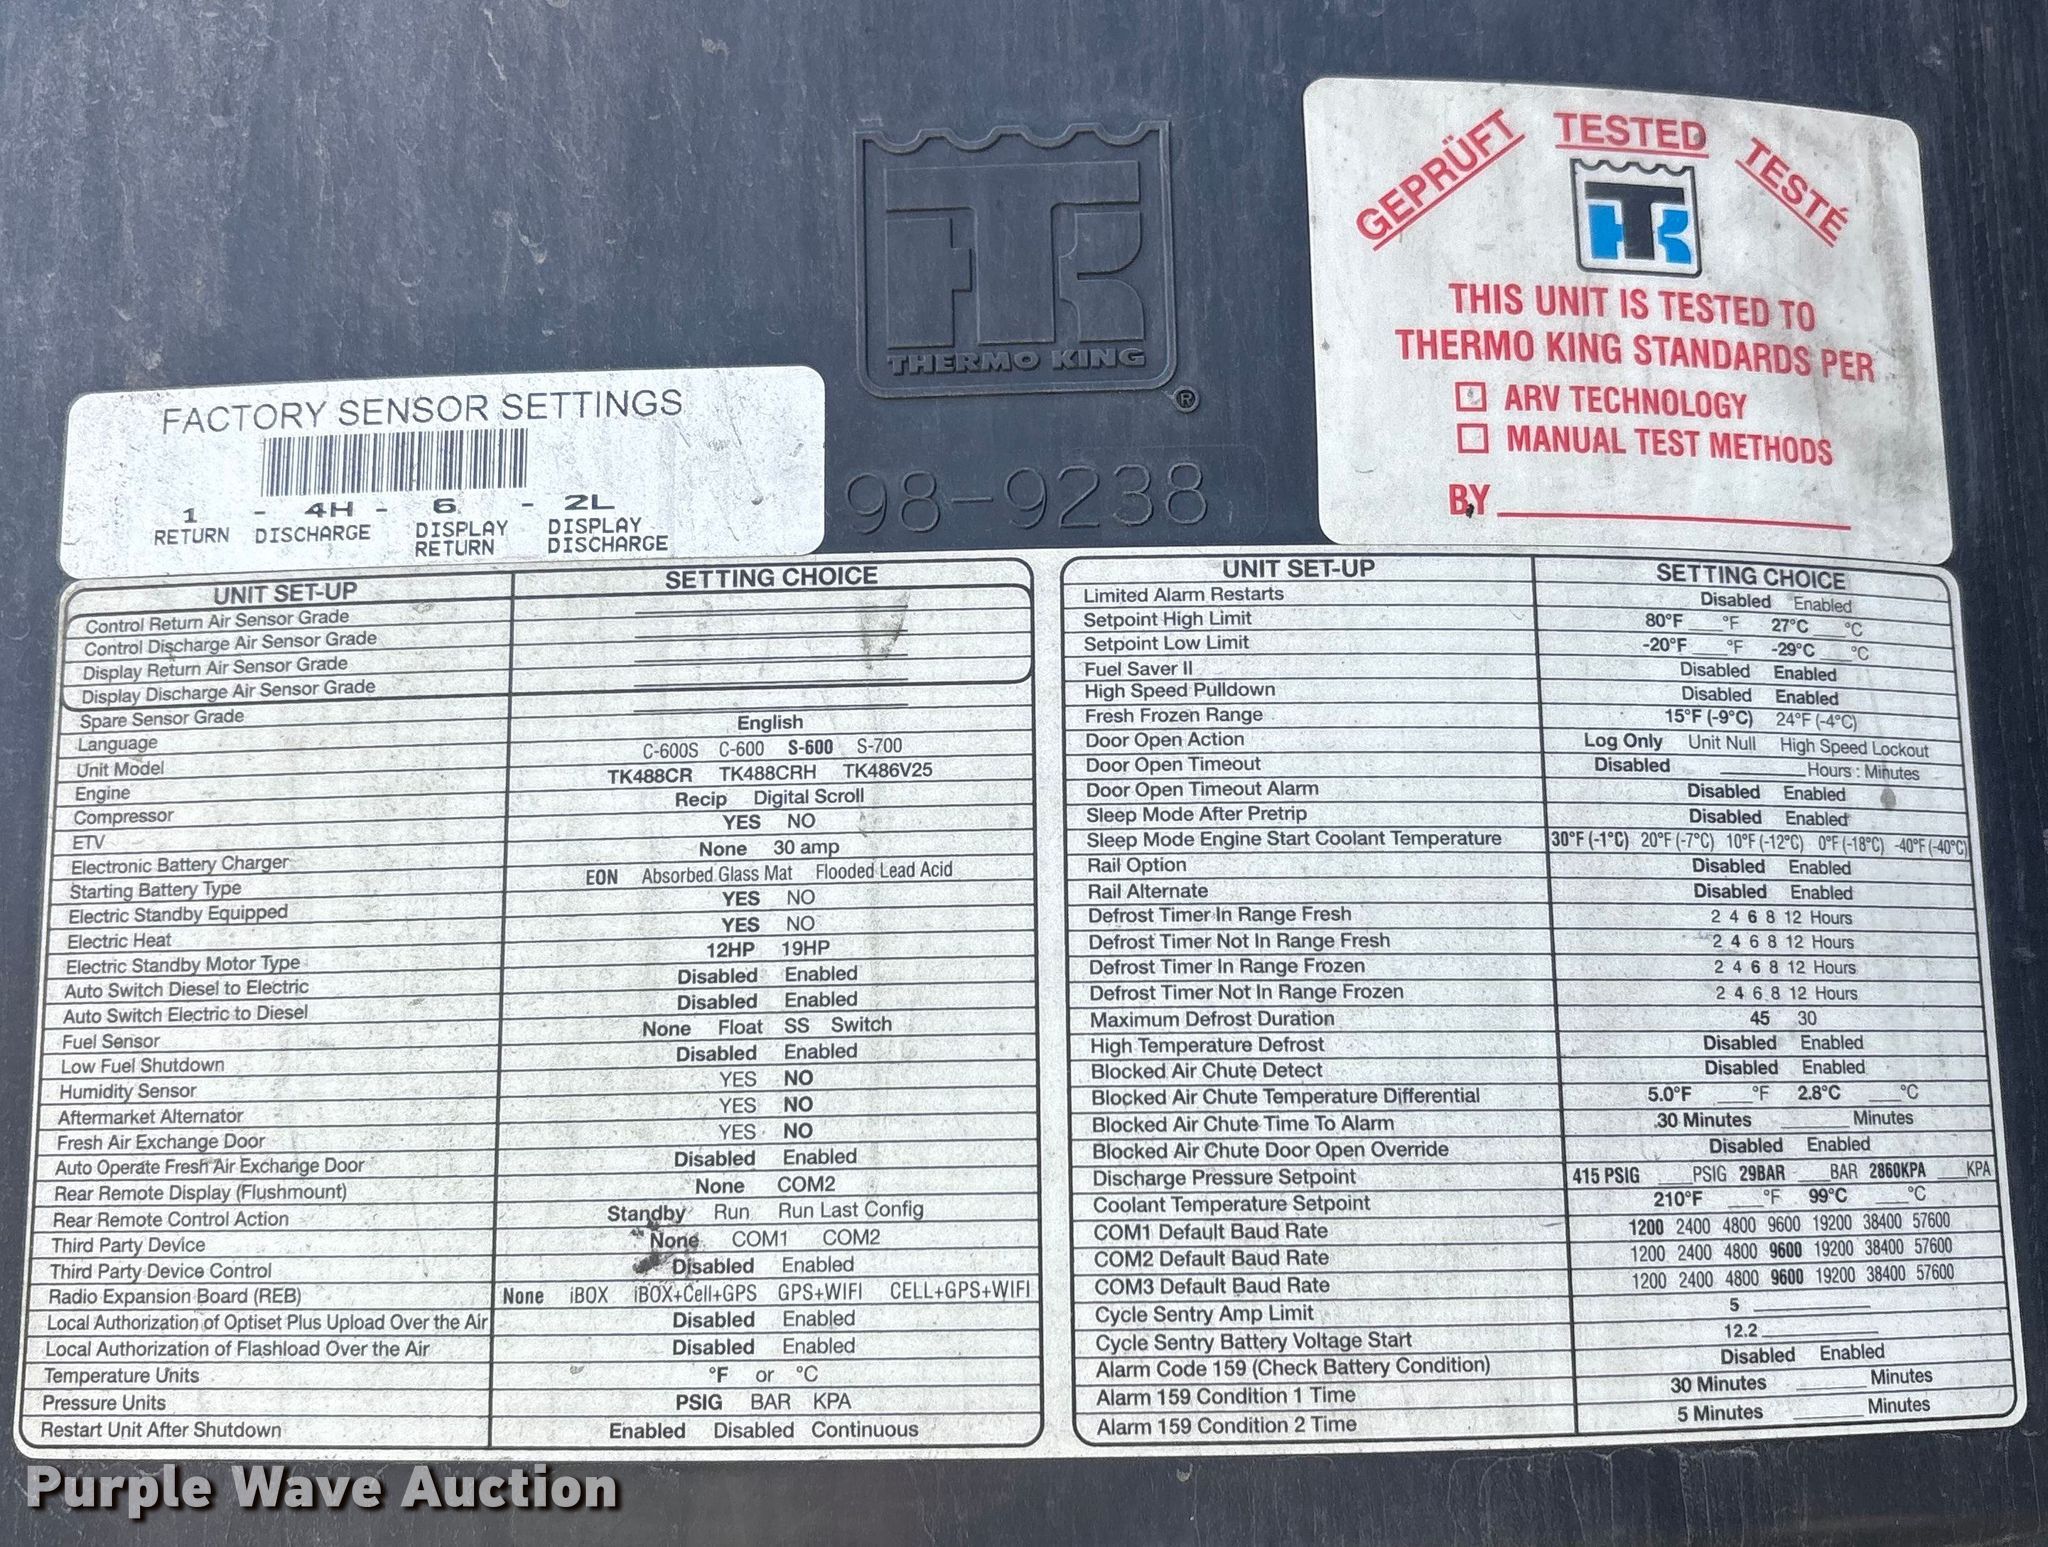 GEPRÜFT TESTED TESTÉ
THIS UNIT IS TESTED TO
THERMO KING STANDARDS PER
ARV TECHNOLOGY
MANUAL TEST METHODS
BY
THERMO KING
®
98-9238
FACTORY SENSOR SETTINGS
1 - 4H - 6 - 2L
RETURN DISCHARGE DISPLAY RETURN DISPLAY DISCHARGE
UNIT SET-UP SETTING CHOICE
Control Return Air Sensor Grade
Control Discharge Air Sensor Grade
Display Return Air Sensor Grade
Display Discharge Air Sensor Grade
Spare Sensor Grade
Language English
Unit Model C-600S C-600 S-600 S-700
Engine TK488CR TK488CRH TK486V25
Compressor Recip Digital Scroll
ETV YES NO
Electronic Battery Charger None 30 amp
Starting Battery Type EON Absorbed Glass Mat Flooded Lead Acid
Electric Standby Equipped YES NO
Electric Heat YES NO
Electric Standby Motor Type 12HP 19HP
Auto Switch Diesel to Electric Disabled Enabled
Auto Switch Electric to Diesel Disabled Enabled
Fuel Sensor None Float SS Switch
Low Fuel Shutdown Disabled Enabled
Humidity Sensor YES NO
Aftermarket Alternator YES NO
Fresh Air Exchange Door YES NO
Auto Operate Fresh Air Exchange Door Disabled Enabled
Rear Remote Display (Flushmount) None COM2
Rear Remote Control Action Standby Run Run Last Config
Third Party Device None COM1 COM2
Third Party Device Control Disabled Enabled
Radio Expansion Board (REB) None iBOX iBOX+Cell+GPS GPS+WIFI CELL+GPS+WIFI
Local Authorization of Optiset Plus Upload Over the Air Disabled Enabled
Local Authorization of Flashload Over the Air Disabled Enabled
Temperature Units °F or °C
Pressure Units PSIG BAR KPA
Restart Unit After Shutdown Enabled Disabled Continuous
UNIT SET-UP SETTING CHOICE
Limited Alarm Restarts Disabled Enabled
Setpoint High Limit 80°F ___°F 27°C ___°C
Setpoint Low Limit -20°F ___°F -29°C ___°C
Fuel Saver II Disabled Enabled
High Speed Pulldown Disabled Enabled
Fresh Frozen Range 15°F (-9°C) 24°F (-4°C)
Door Open Action Log Only Unit Null High Speed Lockout
Door Open Timeout Disabled ______ Hours : Minutes
Door Open Timeout Alarm Disabled Enabled
Sleep Mode After Pretrip Disabled Enabled
Sleep Mode Engine Start Coolant Temperature 30°F (-1°C) 20°F (-7°C) 10°F (-12°C) 0°F (-18°C) -40°F (-40°C)
Rail Option Disabled Enabled
Rail Alternate Disabled Enabled
Defrost Timer In Range Fresh 2 4 6 8 12 Hours
Defrost Timer Not In Range Fresh 2 4 6 8 12 Hours
Defrost Timer In Range Frozen 2 4 6 8 12 Hours
Defrost Timer Not In Range Frozen 2 4 6 8 12 Hours
Maximum Defrost Duration 45 30
High Temperature Defrost Disabled Enabled
Blocked Air Chute Detect Disabled Enabled
Blocked Air Chute Temperature Differential 5.0°F ___°F 2.8°C ___°C
Blocked Air Chute Time To Alarm 30 Minutes ______ Minutes
Blocked Air Chute Door Open Override Disabled Enabled
Discharge Pressure Setpoint 415 PSIG ___PSIG 29BAR ___BAR 2860KPA ___KPA
Coolant Temperature Setpoint 210°F ___°F 99°C ___°C
COM1 Default Baud Rate 1200 2400 4800 9600 19200 38400 57600
COM2 Default Baud Rate 1200 2400 4800 9600 19200 38400 57600
COM3 Default Baud Rate 1200 2400 4800 9600 19200 38400 57600
Cycle Sentry Amp Limit 5 ______
Cycle Sentry Battery Voltage Start 12.2 ______
Alarm Code 159 (Check Battery Condition) Disabled Enabled
Alarm 159 Condition 1 Time 30 Minutes ______ Minutes
Alarm 159 Condition 2 Time 5 Minutes ______ Minutes
Purple Wave Auction